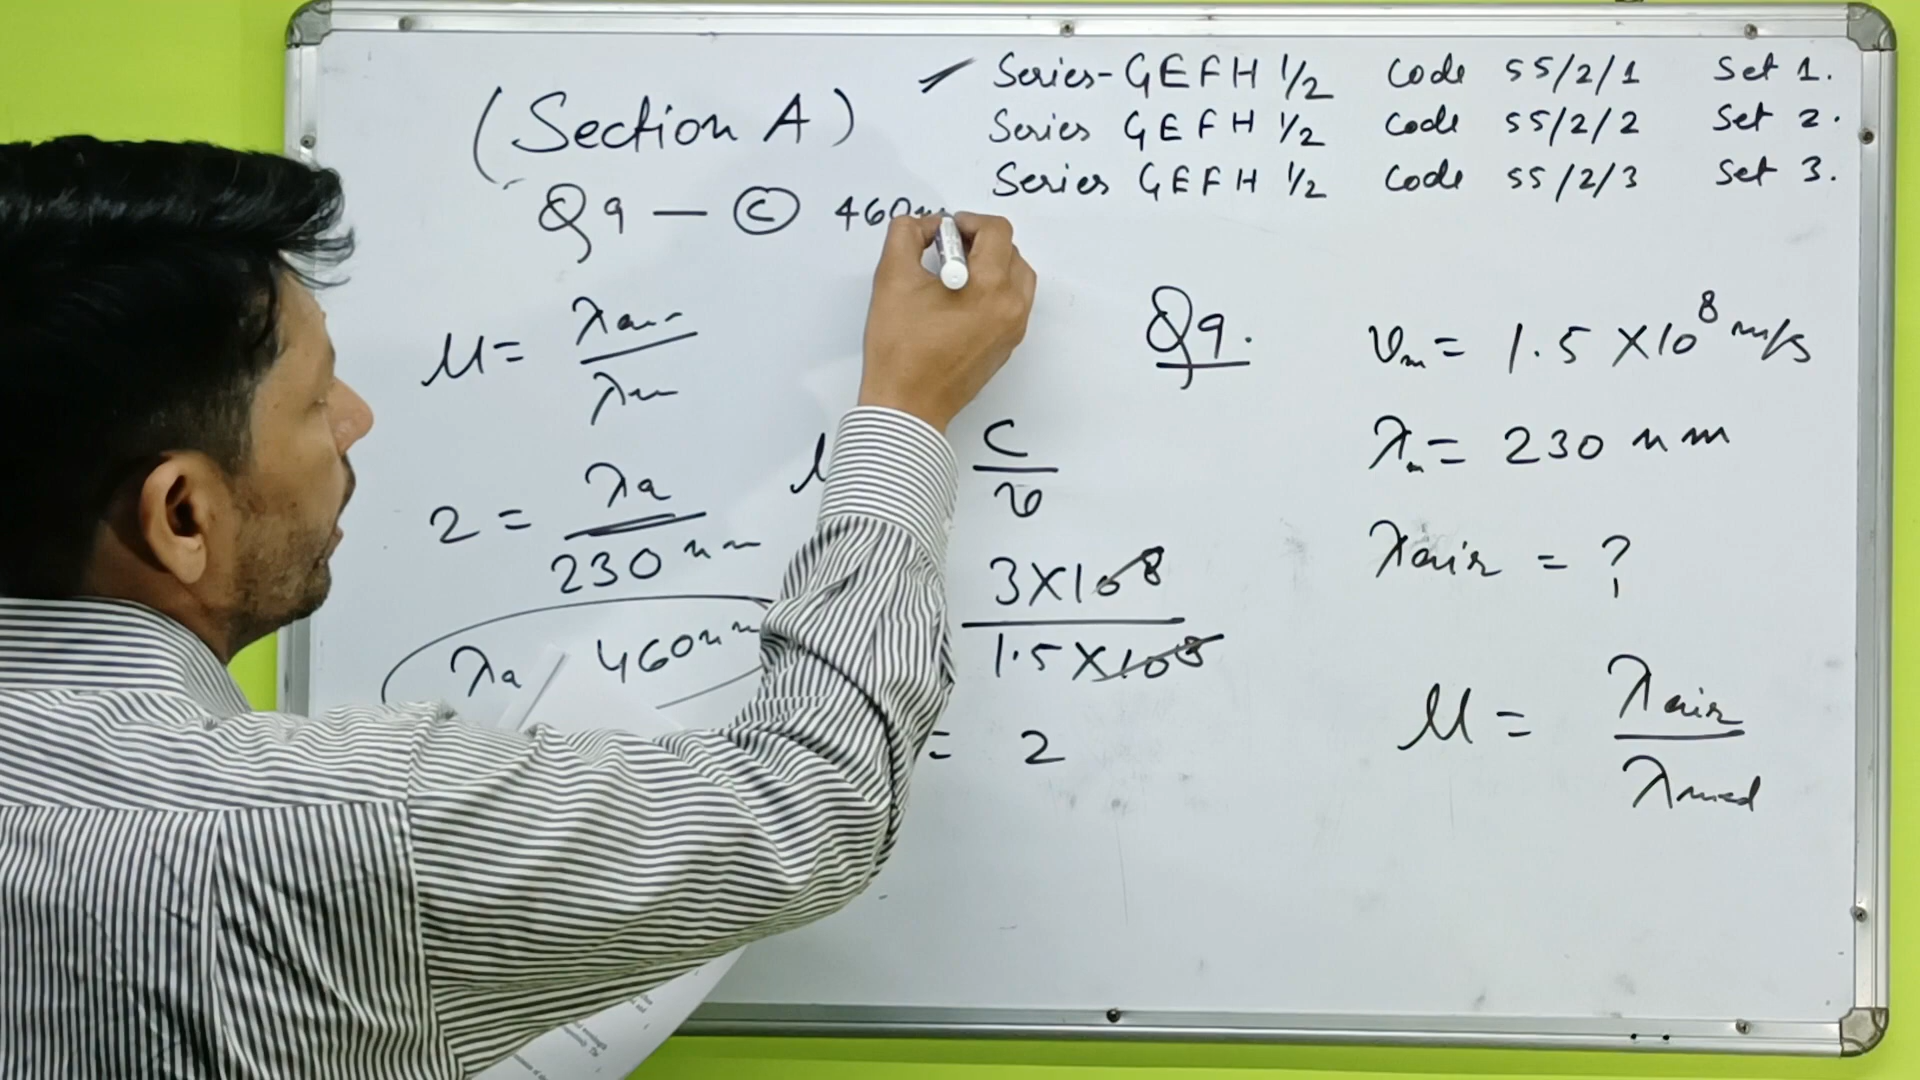 (Section A)
Series-GEFH 1/2 Code 55/2/1 Set 1.
Series GEFH 1/2 Code 55/2/2 Set 2.
Series GEFH 1/2 Code 55/2/3 Set 3.
Q9 — (C) 460
μ = λair / λm
2 = λa / 230 nm
λa 460nm
C / v
3×10^8 / 1.5×10^8
= 2
Q9.
vm = 1.5 ×10^8 m/s
λm = 230 nm
λair = ?
μ = λair / λmed